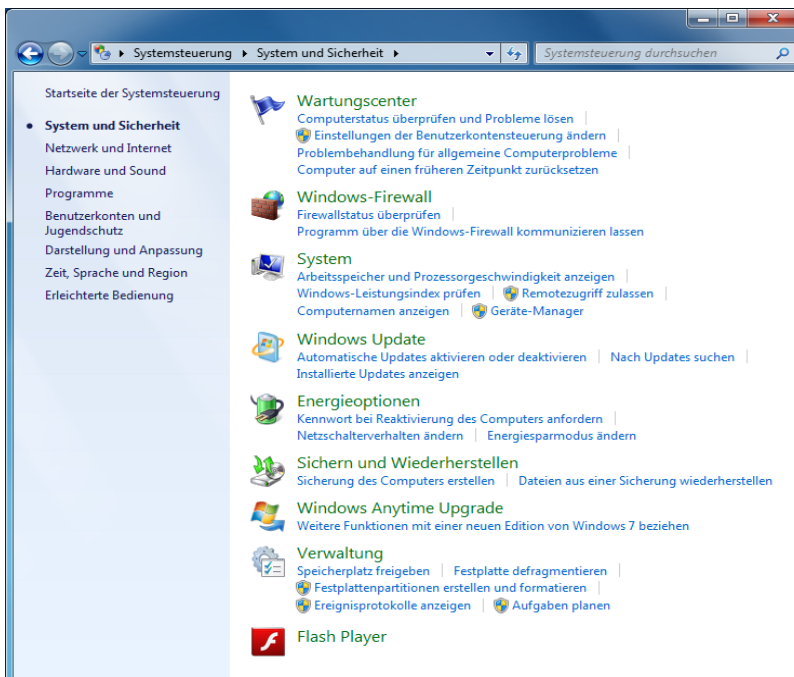 Systemsteuerung System und Sicherheit Systemsteuerung durchsuchen
Startseite der Systemsteuerung
System und Sicherheit
Netzwerk und Internet
Hardware und Sound
Programme
Benutzerkonten und
Jugendschutz
Darstellung und Anpassung
Zeit, Sprache und Region
Erleichterte Bedienung
Wartungscenter
Computerstatus überprüfen und Probleme lösen
Einstellungen der Benutzerkontensteuerung ändern
Problembehandlung für allgemeine Computerprobleme
Computer auf einen früheren Zeitpunkt zurücksetzen
Windows-Firewall
Firewallstatus überprüfen
Programm über die Windows-Firewall kommunizieren lassen
System
Arbeitsspeicher und Prozessorgeschwindigkeit anzeigen
Windows-Leistungsindex prüfen Remotezugriff zulassen
Computernamen anzeigen Geräte-Manager
Windows Update
Automatische Updates aktivieren oder deaktivieren Nach Updates suchen
Installierte Updates anzeigen
Energieoptionen
Kennwort bei Reaktivierung des Computers anfordern
Netzschalterverhalten ändern Energiesparmodus ändern
Sichern und Wiederherstellen
Sicherung des Computers erstellen Dateien aus einer Sicherung wiederherstellen
Windows Anytime Upgrade
Weitere Funktionen mit einer neuen Edition von Windows 7 beziehen
Verwaltung
Speicherplatz freigeben Festplatte defragmentieren
Festplattenpartitionen erstellen und formatieren
Ereignisprotokolle anzeigen Aufgaben planen
Flash Player